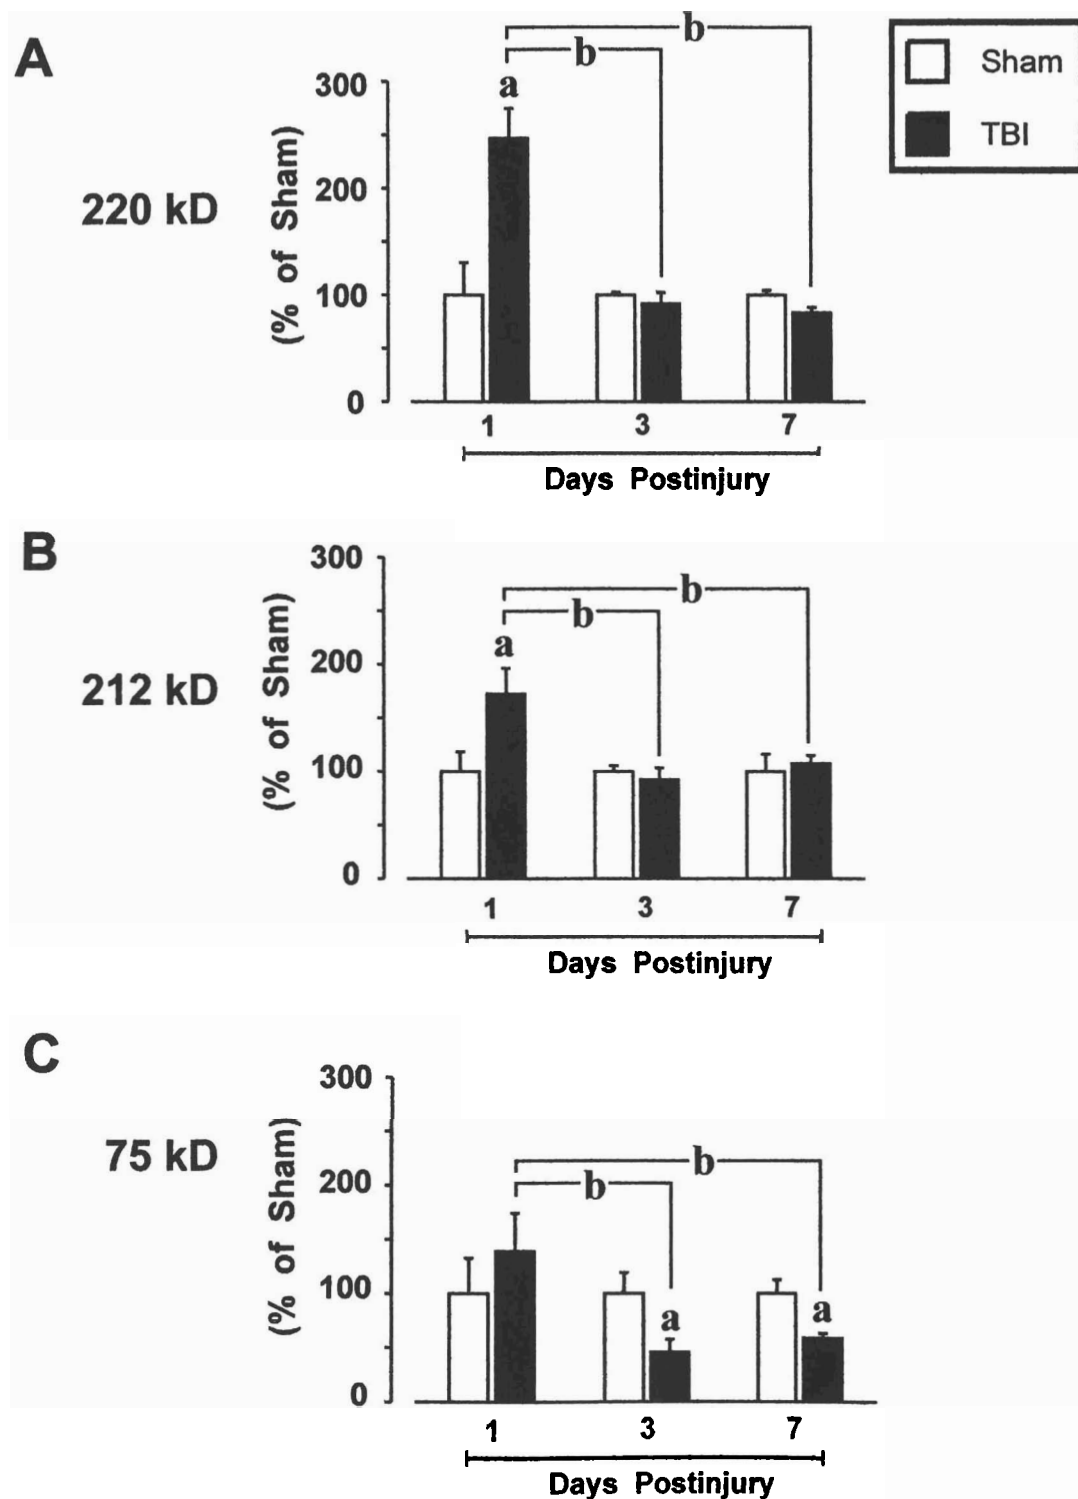 A
220 kD
(% of Sham)
300
200
100
0
b
b
a
1 3 7
Days Postinjury
Sham
TBI
B
212 kD
(% of Sham)
300
200
100
0
b
b
a
1 3 7
Days Postinjury
C
75 kD
(% of Sham)
300
200
100
0
b
b
a
a
1 3 7
Days Postinjury